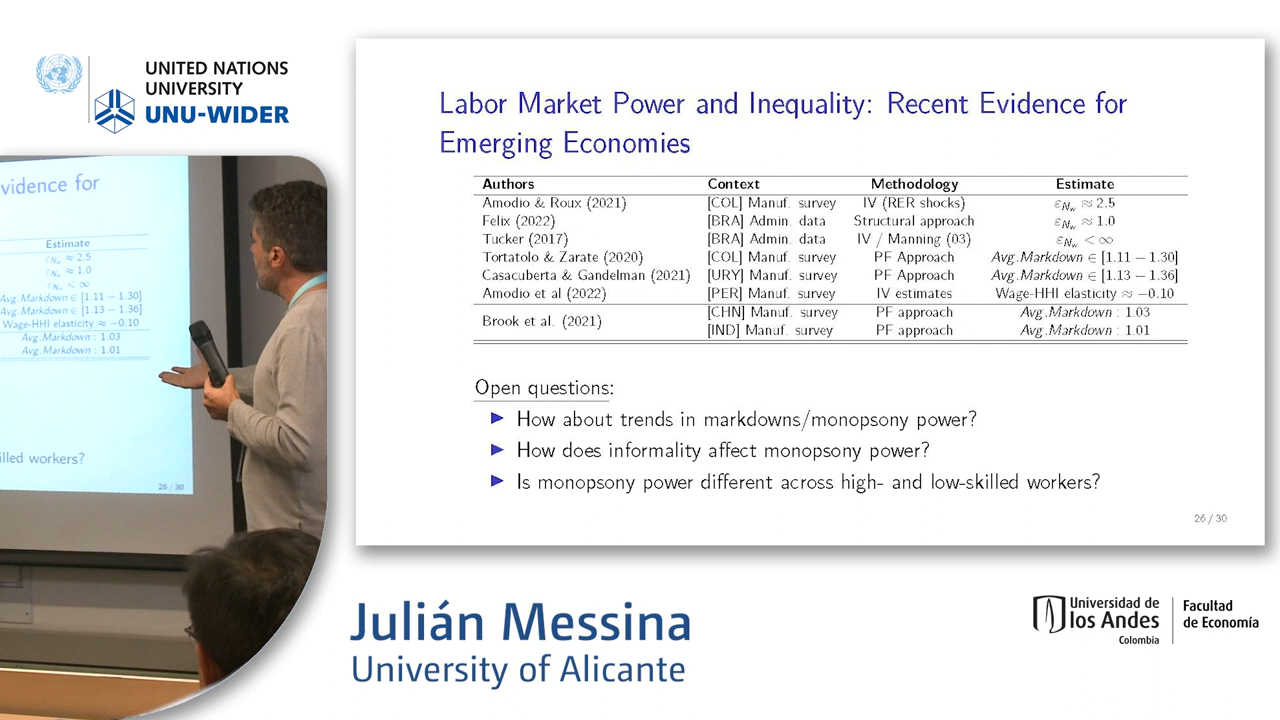 UNITED NATIONS
UNIVERSITY
UNU-WIDER
vidence for
Estimate
εNw ≈ 2.5
εNw ≈ 1.0
εNw < ∞
Avg.Markdown ∈ [1.11 − 1.30]
Avg.Markdown ∈ [1.13 − 1.36]
Wage-HHI elasticity ≈ −0.10
Avg.Markdown : 1.03
Avg.Markdown : 1.01
illed workers?
26 / 30
Labor Market Power and Inequality: Recent Evidence for
Emerging Economies
Authors Context Methodology Estimate
Amodio & Roux (2021) [COL] Manuf. survey IV (RER shocks) εNw ≈ 2.5
Felix (2022) [BRA] Admin. data Structural approach εNw ≈ 1.0
Tucker (2017) [BRA] Admin. data IV / Manning (03) εNw < ∞
Tortatolo & Zarate (2020) [COL] Manuf. survey PF Approach Avg.Markdown ∈ [1.11 − 1.30]
Casacuberta & Gandelman (2021) [URY] Manuf. survey PF Approach Avg.Markdown ∈ [1.13 − 1.36]
Amodio et al (2022) [PER] Manuf. survey IV estimates Wage-HHI elasticity ≈ −0.10
Brook et al. (2021) [CHN] Manuf. survey PF approach Avg.Markdown : 1.03
[IND] Manuf. survey PF approach Avg.Markdown : 1.01
Open questions:
How about trends in markdowns/monopsony power?
How does informality affect monopsony power?
Is monopsony power different across high- and low-skilled workers?
26 / 30
Julián Messina
University of Alicante
Universidad de
los Andes
Colombia
Facultad
de Economía